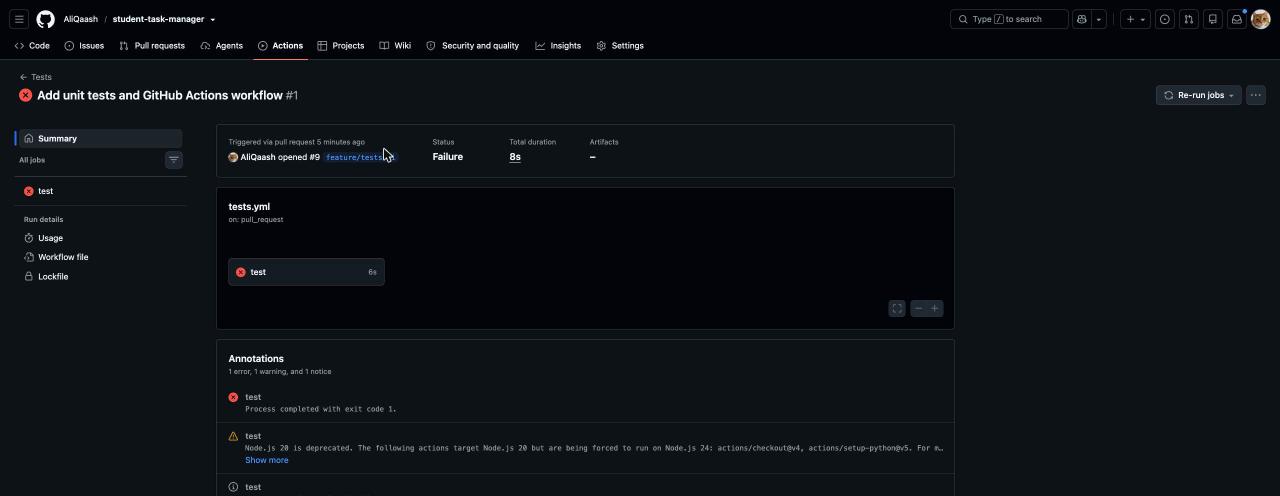 AliQaash / student-task-manager
Type / to search
Code Issues Pull requests Agents Actions Projects Wiki Security and quality Insights Settings
← Tests
Add unit tests and GitHub Actions workflow #1
Re-run jobs
Summary
All jobs
test
Run details
Usage
Workflow file
Lockfile
Triggered via pull request 5 minutes ago
AliQaash opened #9 feature/tests
Status
Failure
Total duration
8s
Artifacts
–
tests.yml
on: pull_request
test 6s
Annotations
1 error, 1 warning, and 1 notice
test
Process completed with exit code 1.
test
Node.js 20 is deprecated. The following actions target Node.js 20 but are being forced to run on Node.js 24: actions/checkout@v4, actions/setup-python@v5. For m…
Show more
test